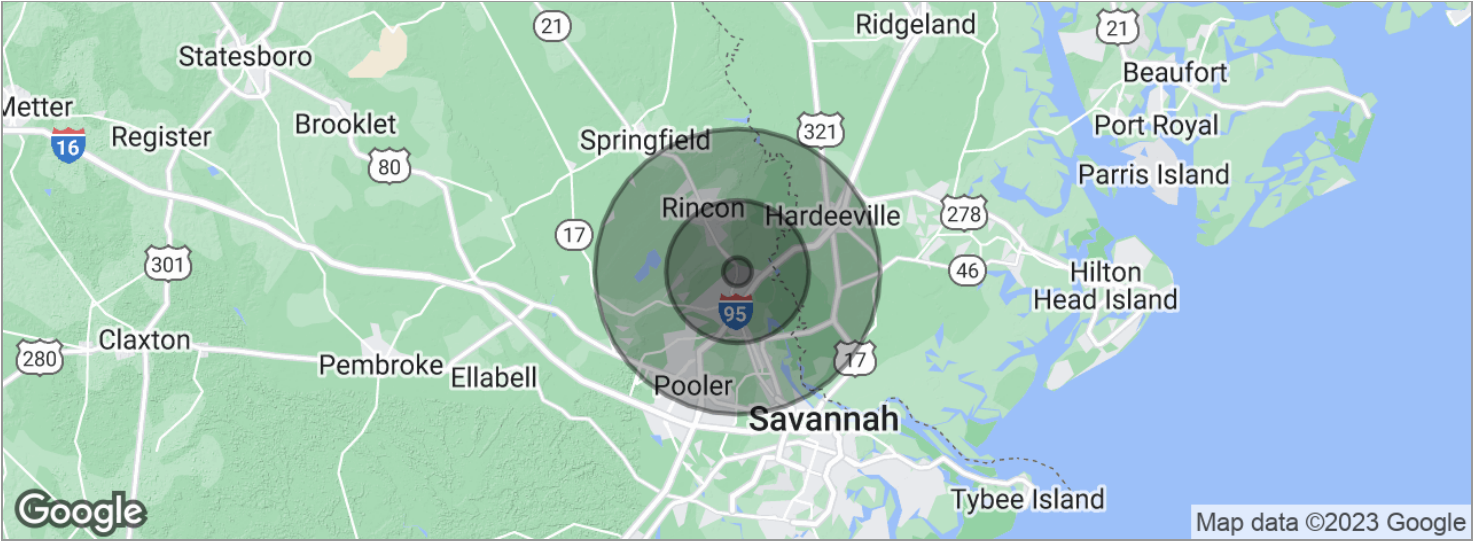 21
Ridgeland
21
Statesboro
Beaufort
Metter
Register
Brooklet
16
80
Springfield
321
Port Royal
Parris Island
Rincon
Hardeeville
278
17
301
46
Hilton
Head Island
95
Claxton
280
Pembroke
Ellabell
17
Pooler
Savannah
Tybee Island
Google
Map data ©2023 Google